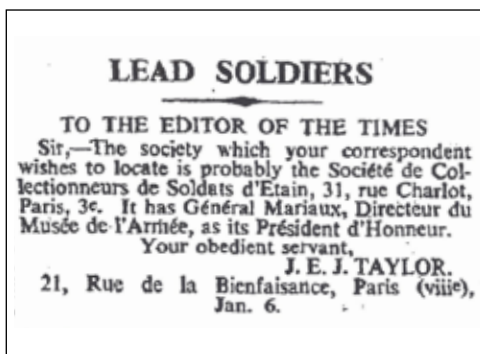 LEAD SOLDIERS
TO THE EDITOR OF THE TIMES
Sir,—The society which your correspondent
wishes to locate is probably the Société de Col-
lectionneurs de Soldats d'Etain, 31, rue Charlot,
Paris, 3e. It has Général Mariaux, Directeur du
Musée de l'Armée, as its Président d'Honneur.
Your obedient servant,
J. E. J. TAYLOR.
21, Rue de la Bienfaisance, Paris (viiie),
Jan. 6.